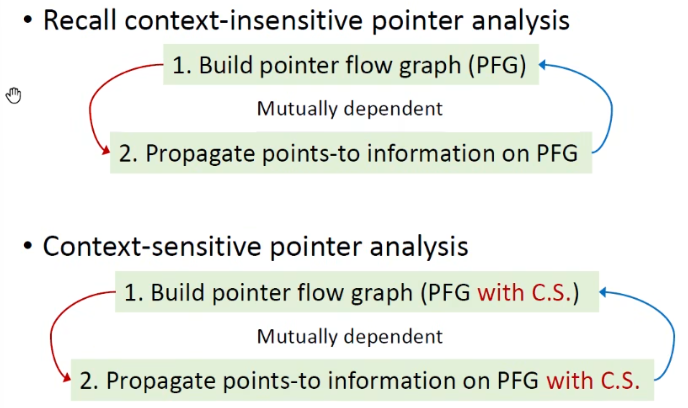 • Recall context-insensitive pointer analysis
1. Build pointer flow graph (PFG)
Mutually dependent
2. Propagate points-to information on PFG
• Context-sensitive pointer analysis
1. Build pointer flow graph (PFG with C.S.)
Mutually dependent
2. Propagate points-to information on PFG with C.S.